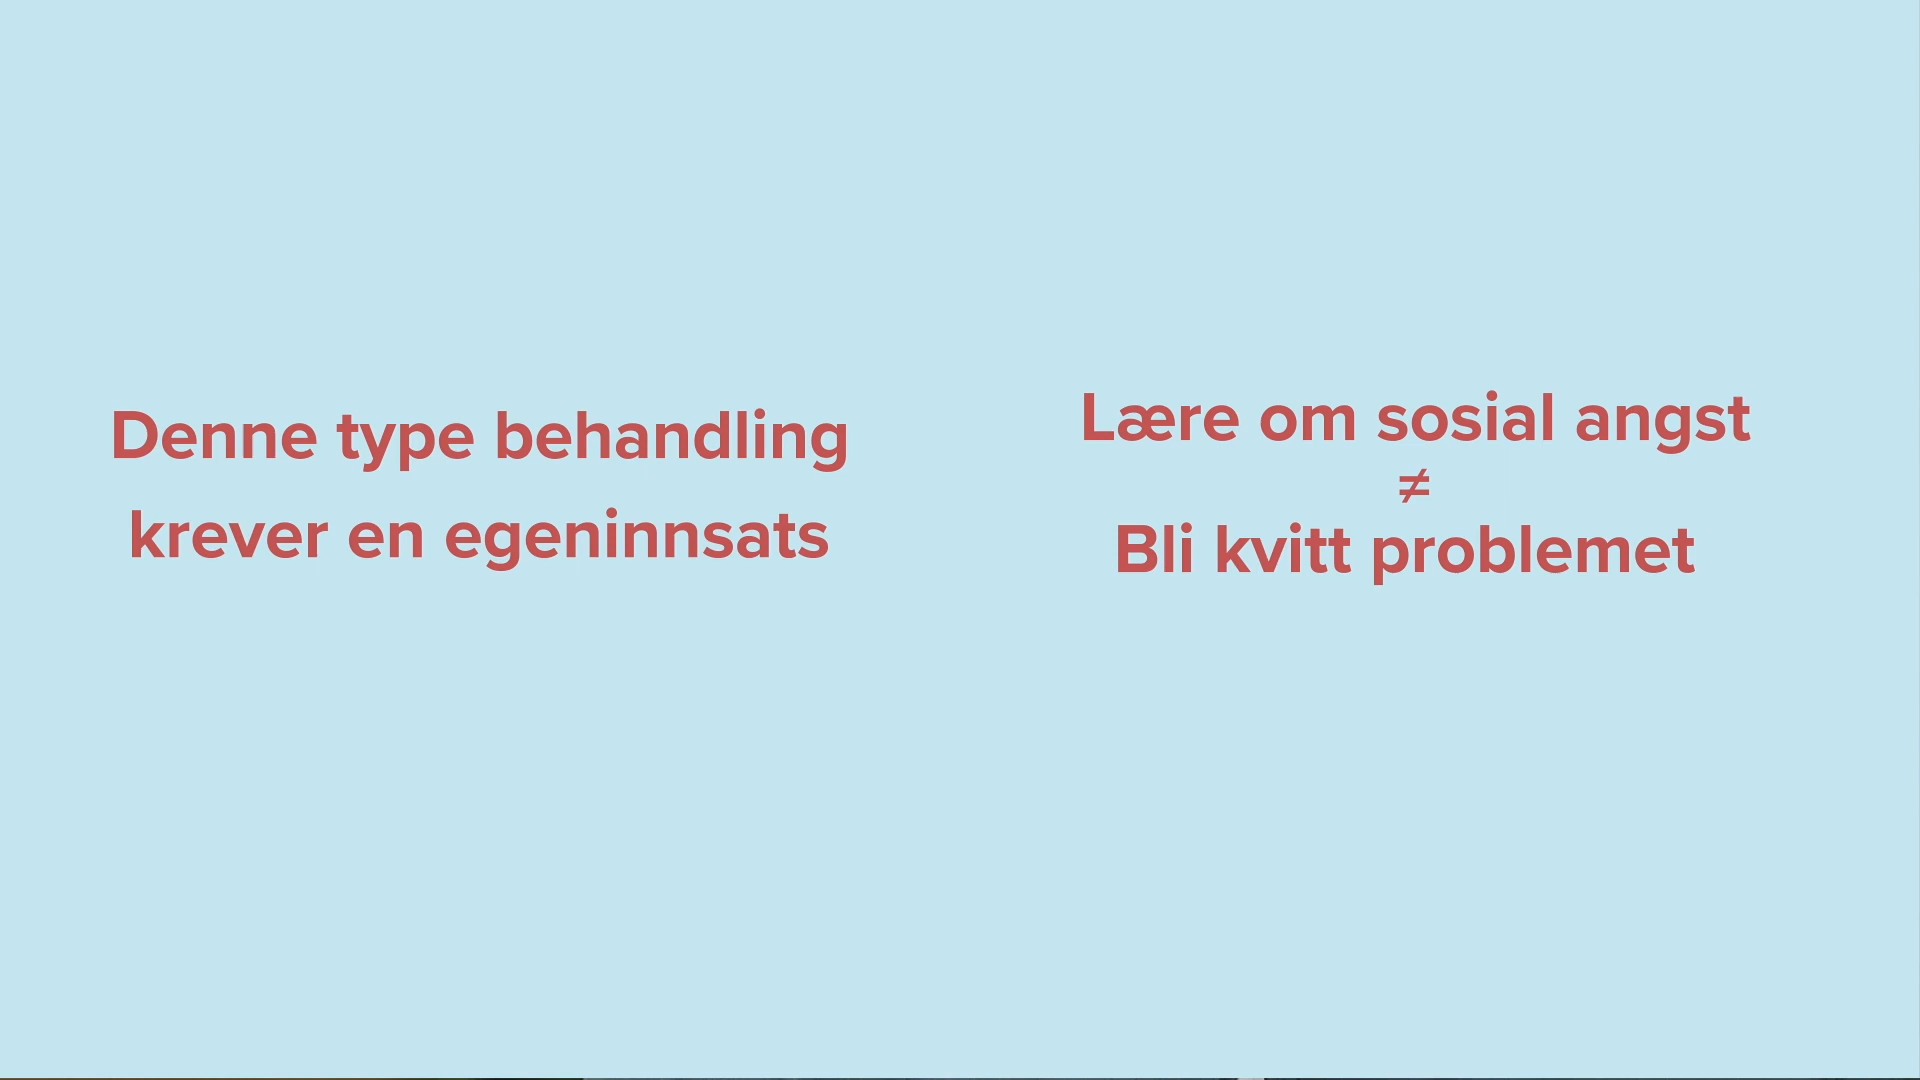 Denne type behandling
krever en egeninnsats
Lære om sosial angst
≠
Bli kvitt problemet